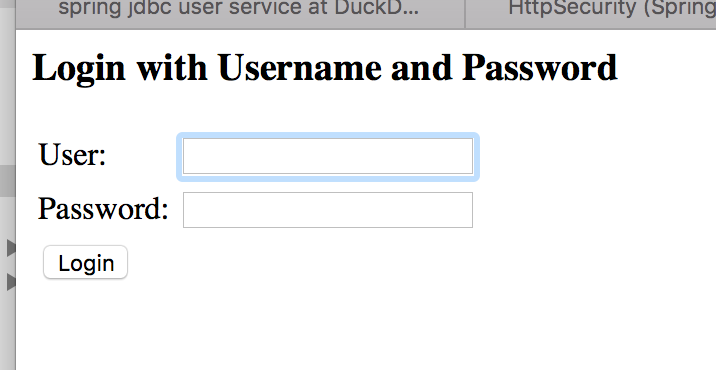 spring jdbc user service at DuckD...
HttpSecurity (Spring
Login with Username and Password
User:
Password:
Login